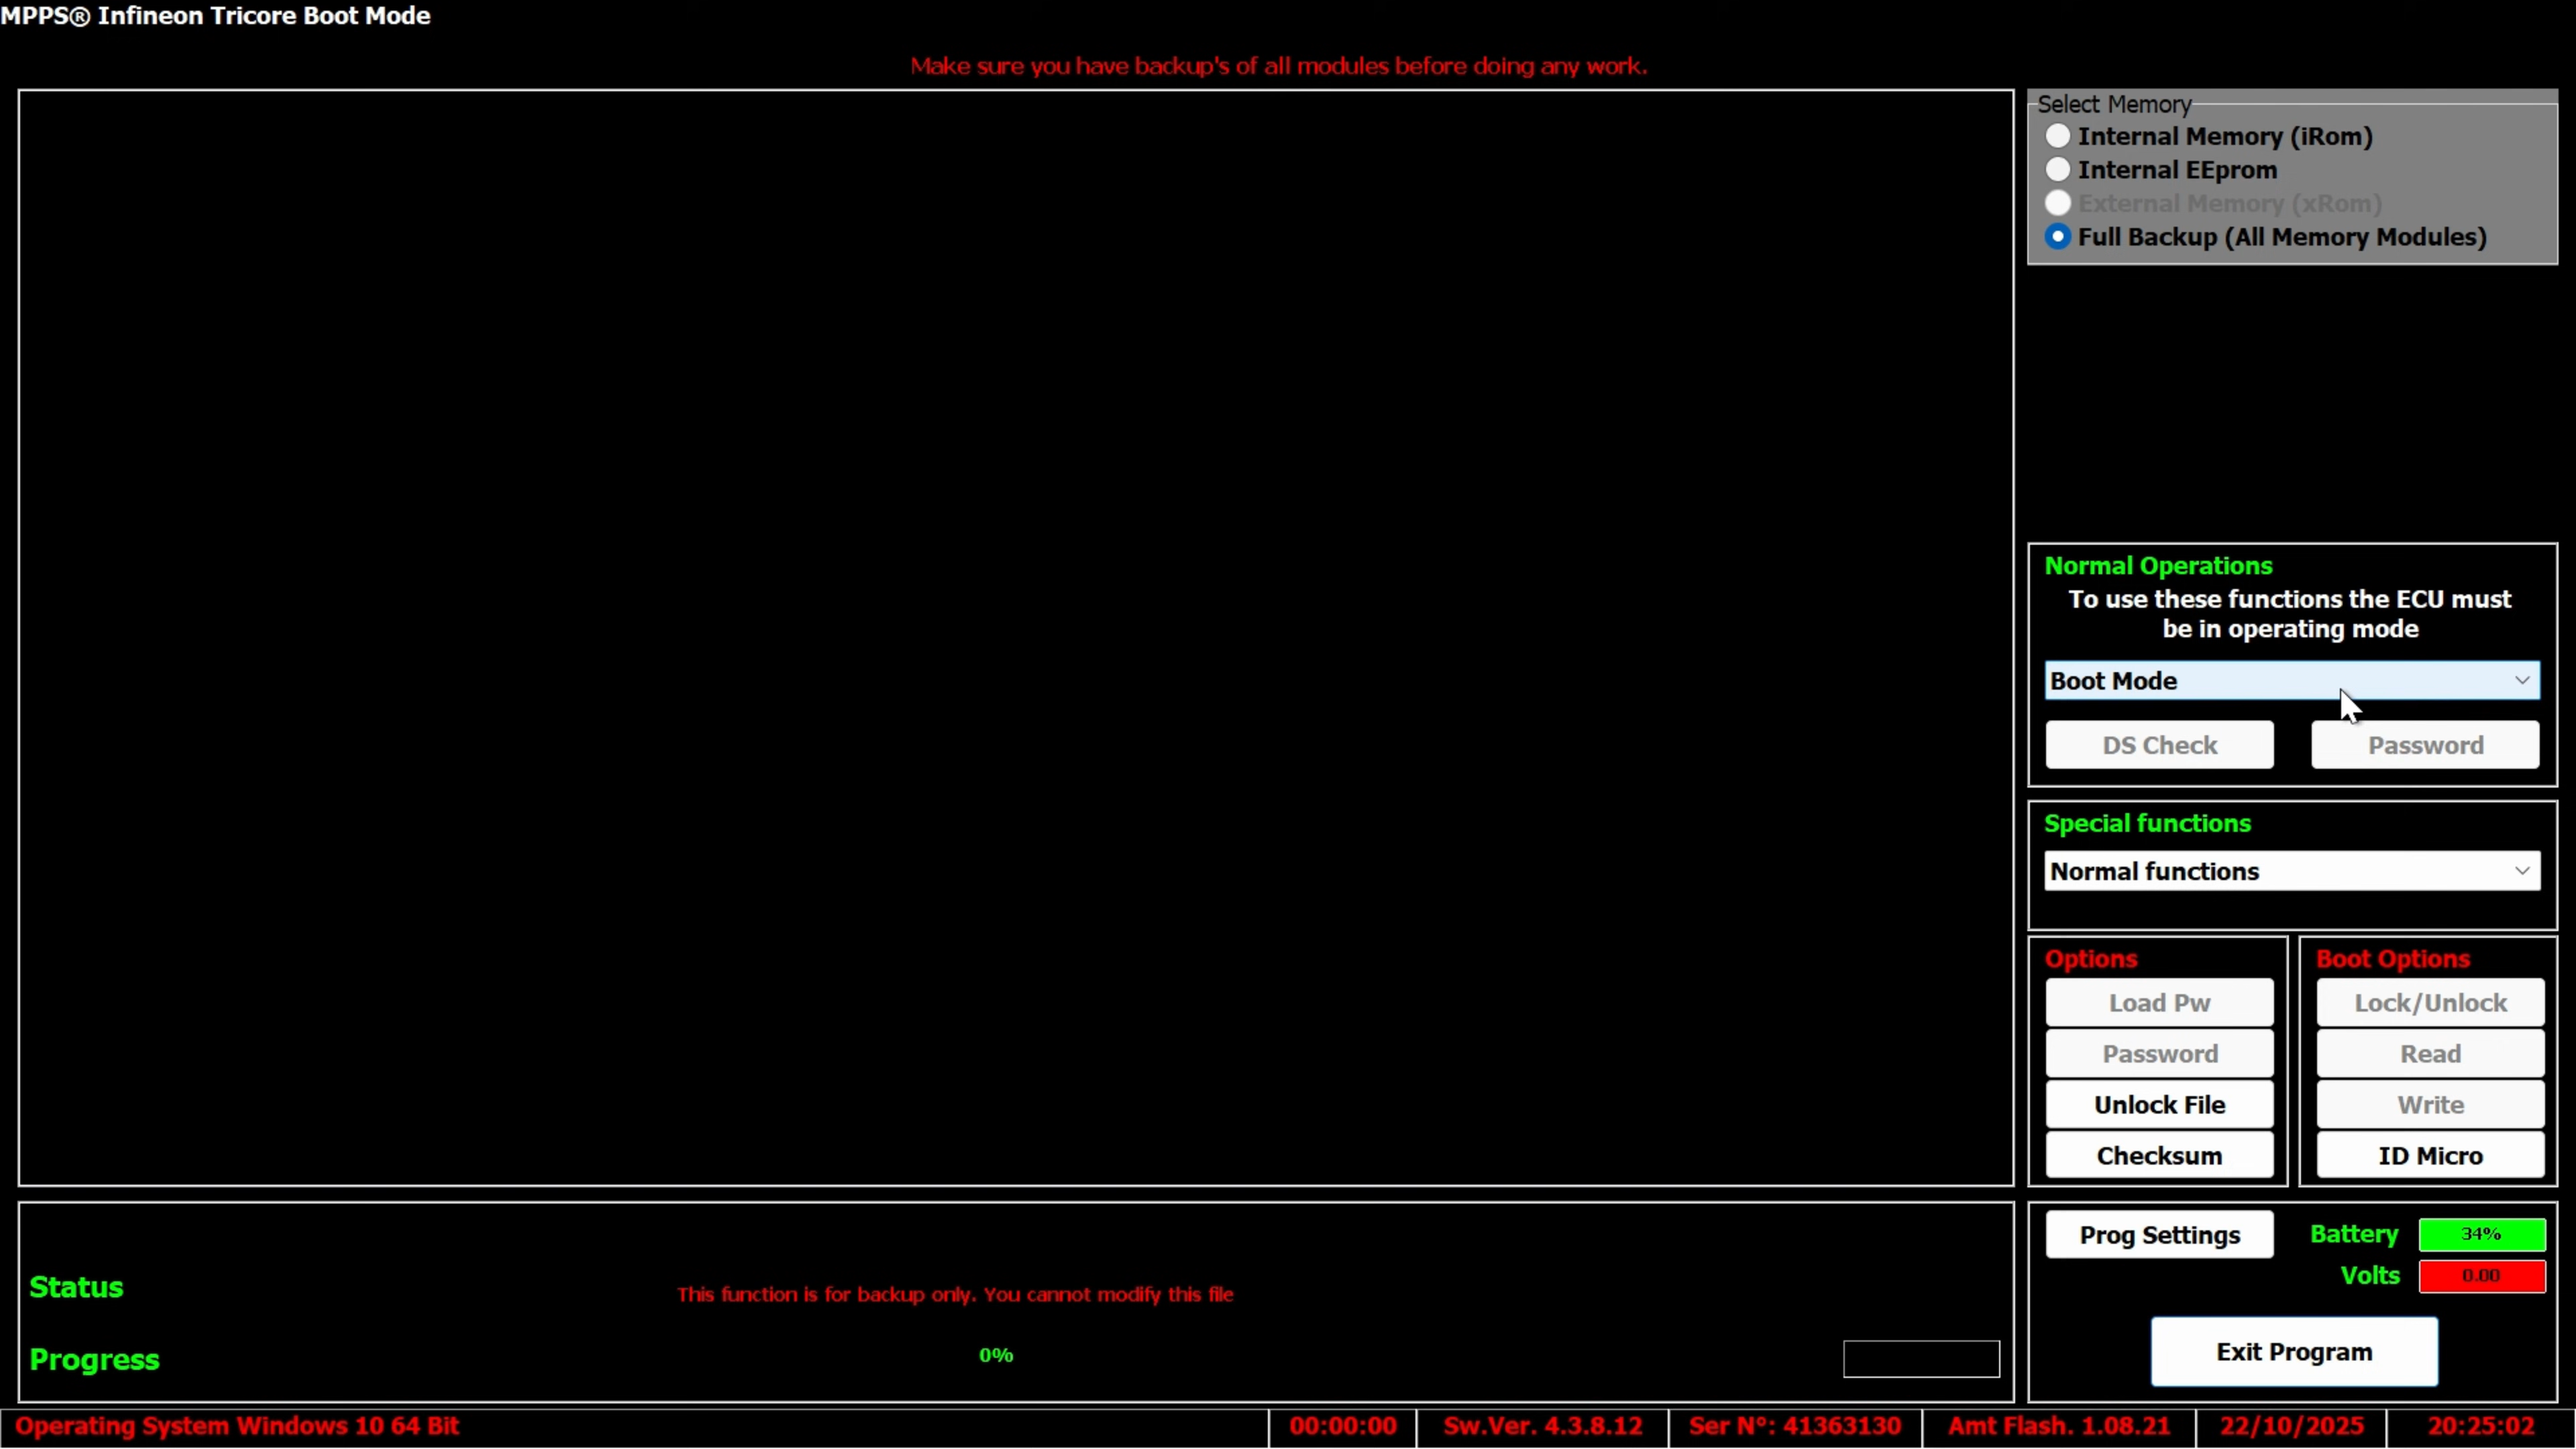 MPPS® Infineon Tricore Boot Mode
Make sure you have backup's of all modules before doing any work.
Select Memory
Internal Memory (iRom)
Internal EEprom
External Memory (xRom)
Full Backup (All Memory Modules)
Normal Operations
To use these functions the ECU must
be in operating mode
Boot Mode
DS Check
Password
Special functions
Normal functions
Options
Load Pw
Password
Unlock File
Checksum
Boot Options
Lock/Unlock
Read
Write
ID Micro
Status
This function is for backup only. You cannot modify this file
Progress
0%
Prog Settings
Battery
34%
Volts
0.00
Exit Program
Operating System Windows 10 64 Bit
00:00:00
Sw.Ver. 4.3.8.12
Ser N°: 41363130
Amt Flash. 1.08.21
22/10/2025
20:25:02